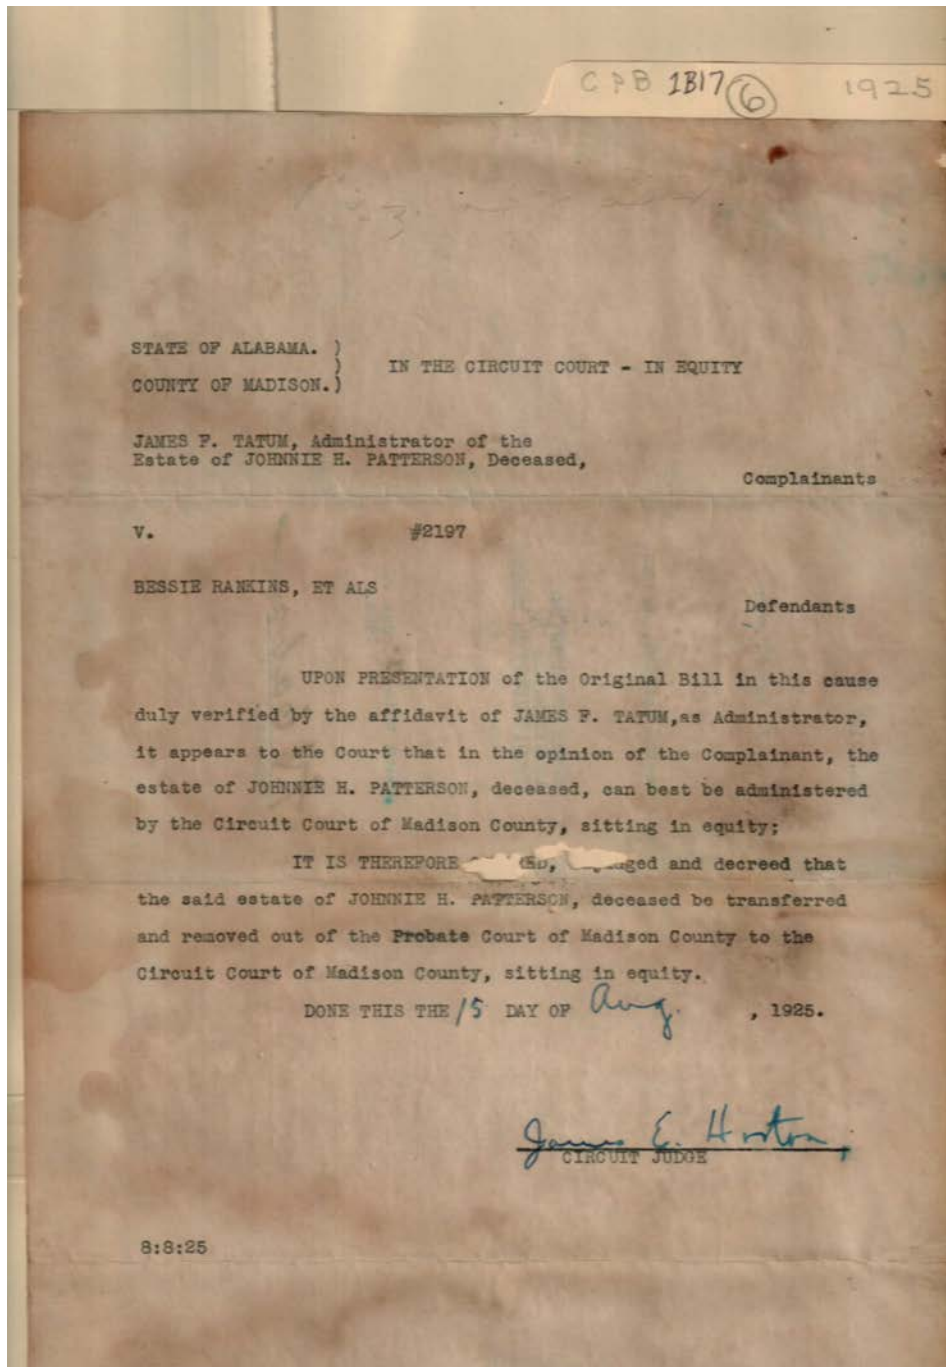 CPB 1B17 6 1925
STATE OF ALABAMA. )
) IN THE CIRCUIT COURT - IN EQUITY
COUNTY OF MADISON.)
JAMES F. TATUM, Administrator of the
Estate of JOHNNIE H. PATTERSON, Deceased,
Complainants
V. #2197
BESSIE RANKINS, ET ALS
Defendants
UPON PRESENTATION of the Original Bill in this cause
duly verified by the affidavit of JAMES F. TATUM,as Administrator,
it appears to the Court that in the opinion of the Complainant, the
estate of JOHNNIE H. PATTERSON, deceased, can best be administered
by the Circuit Court of Madison County, sitting in equity;
IT IS THEREFORE and decreed that
the said estate of JOHNNIE H. PATTERSON, deceased be transferred
and removed out of the Probate Court of Madison County to the
Circuit Court of Madison County, sitting in equity.
DONE THIS THE 15 DAY OF Aug. , 1925.
James E. Horton,
CIRCUIT JUDGE
8:8:25